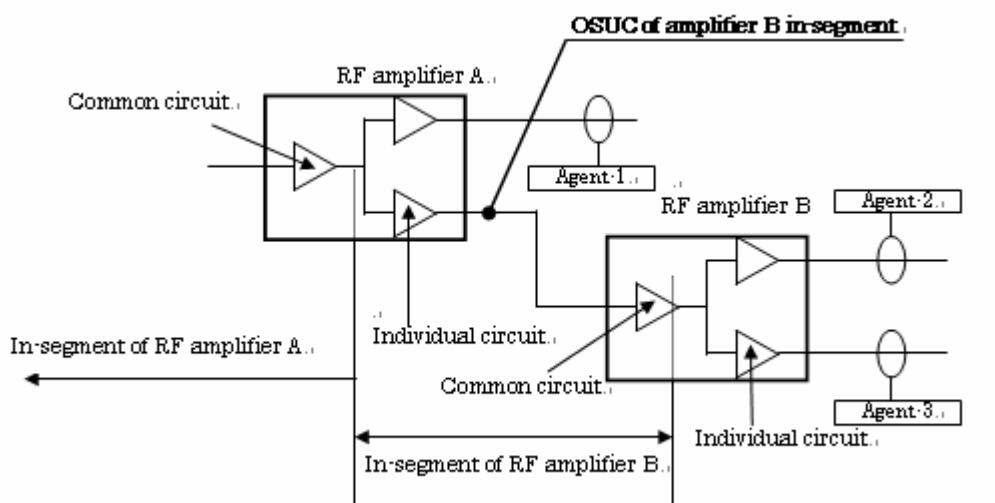 OSUC of amplifier B in-segment
RF amplifier A
Common circuit
Agent·1
RF amplifier B
Agent·2
Individual circuit
In-segment of RF amplifier A
Common circuit
Agent·3
Individual circuit
In-segment of RF amplifier B